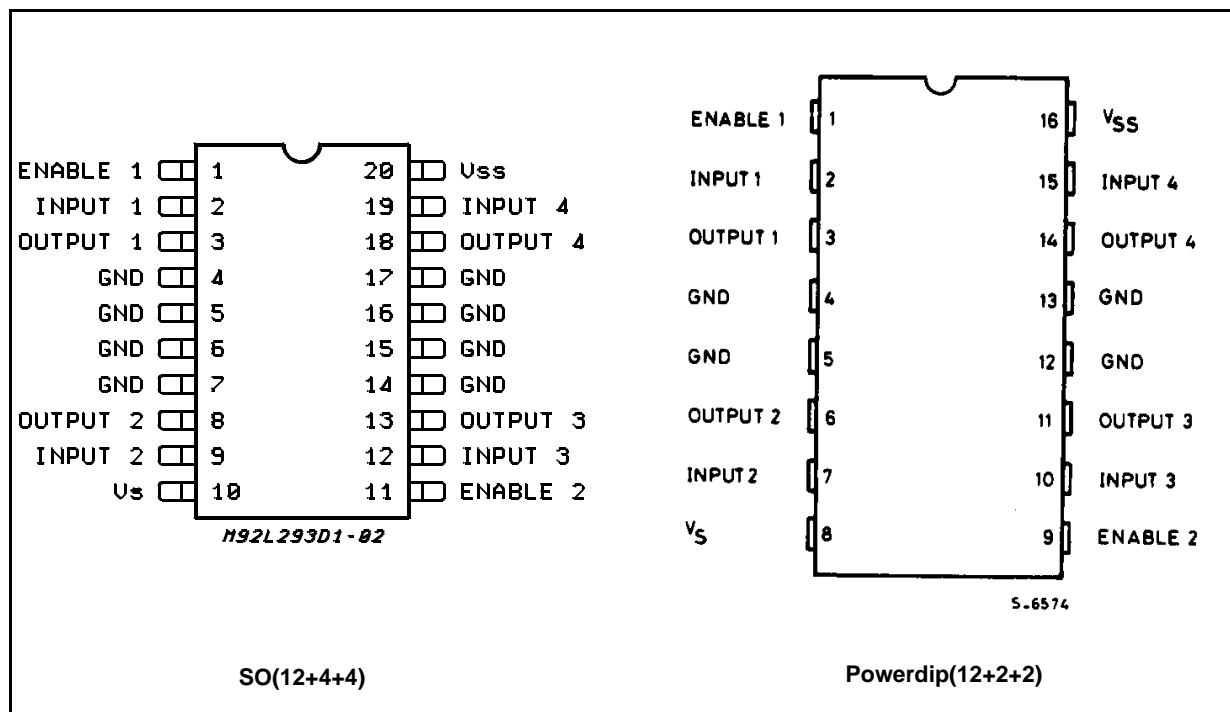 ENABLE 1 1 20 Vss
INPUT 1 2 19 INPUT 4
OUTPUT 1 3 18 OUTPUT 4
GND 4 17 GND
GND 5 16 GND
GND 6 15 GND
GND 7 14 GND
OUTPUT 2 8 13 OUTPUT 3
INPUT 2 9 12 INPUT 3
Vs 10 11 ENABLE 2
M92L293D1-02
SO(12+4+4)
ENABLE 1 1 16 VSS
INPUT 1 2 15 INPUT 4
OUTPUT 1 3 14 OUTPUT 4
GND 4 13 GND
GND 5 12 GND
OUTPUT 2 6 11 OUTPUT 3
INPUT 2 7 10 INPUT 3
VS 8 9 ENABLE 2
S-6574
Powerdip(12+2+2)